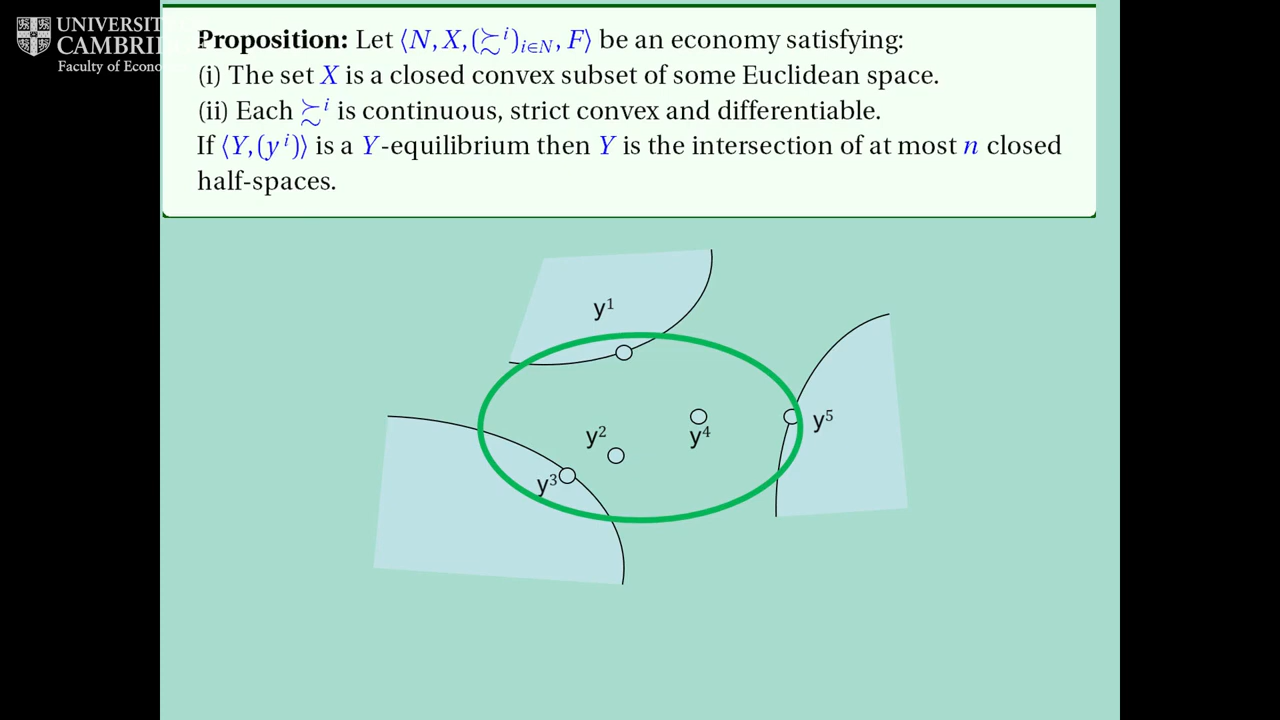 UNIVERSIT
CAMBRI
Faculty of Econo
Proposition: Let ⟨N, X, (≿ⁱ)ᵢ∈N, F⟩ be an economy satisfying:
(i) The set X is a closed convex subset of some Euclidean space.
(ii) Each ≿ⁱ is continuous, strict convex and differentiable.
If ⟨Y, (yⁱ)⟩ is a Y-equilibrium then Y is the intersection of at most n closed
half-spaces.
y¹
y⁵
y²
y⁴
y³